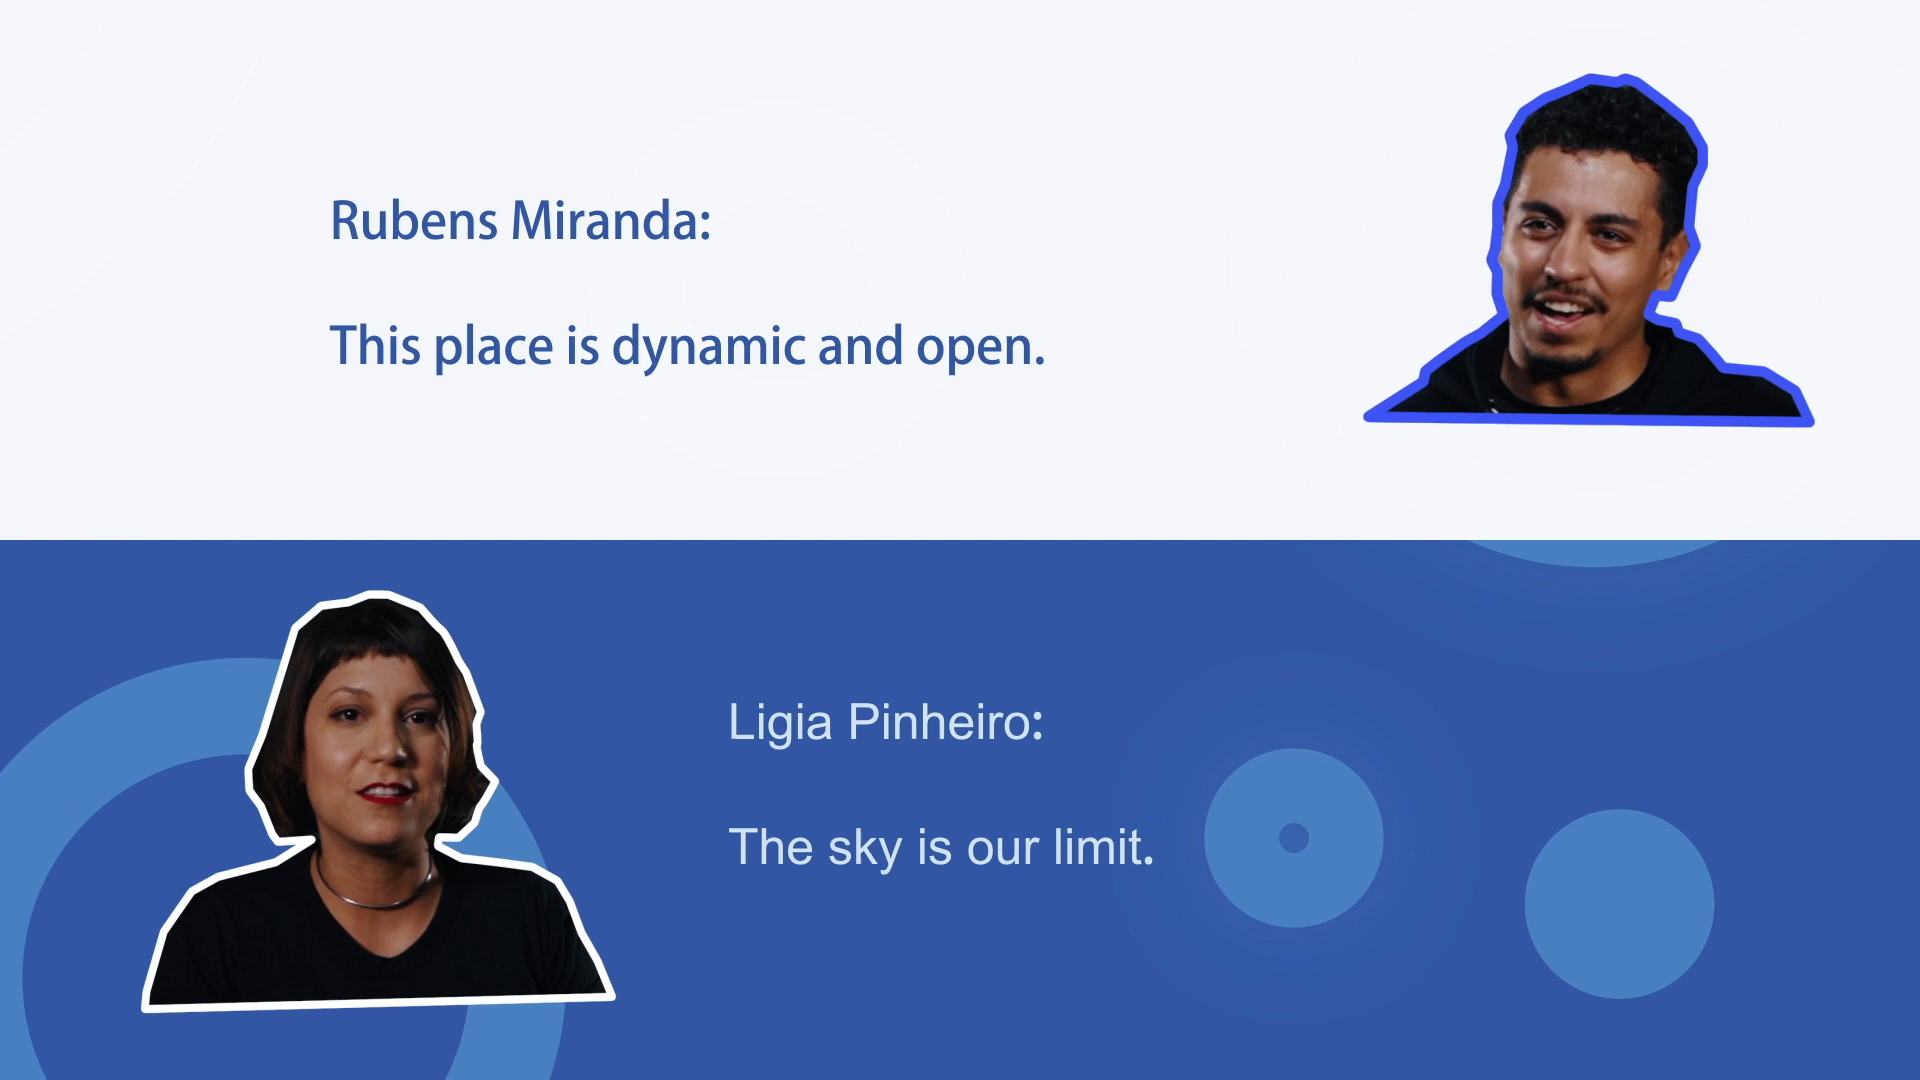 Rubens Miranda:
This place is dynamic and open.
Ligia Pinheiro:
The sky is our limit.